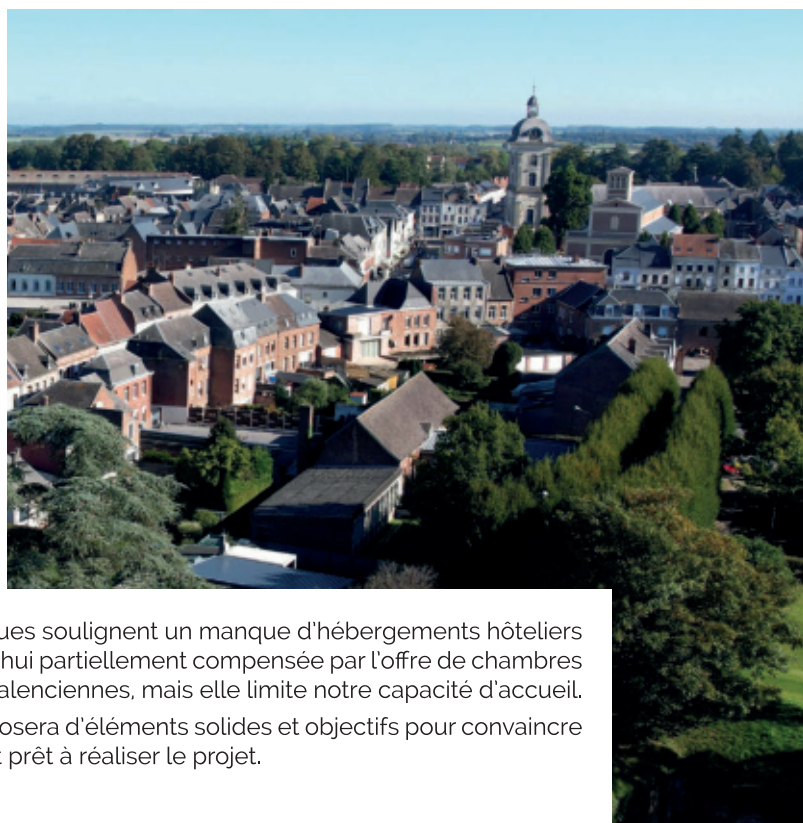 ues soulignent un manque d'hébergements hôteliers
hui partiellement compensée par l'offre de chambres
alenciennes, mais elle limite notre capacité d'accueil.
osera d'éléments solides et objectifs pour convaincre
prêt à réaliser le projet.